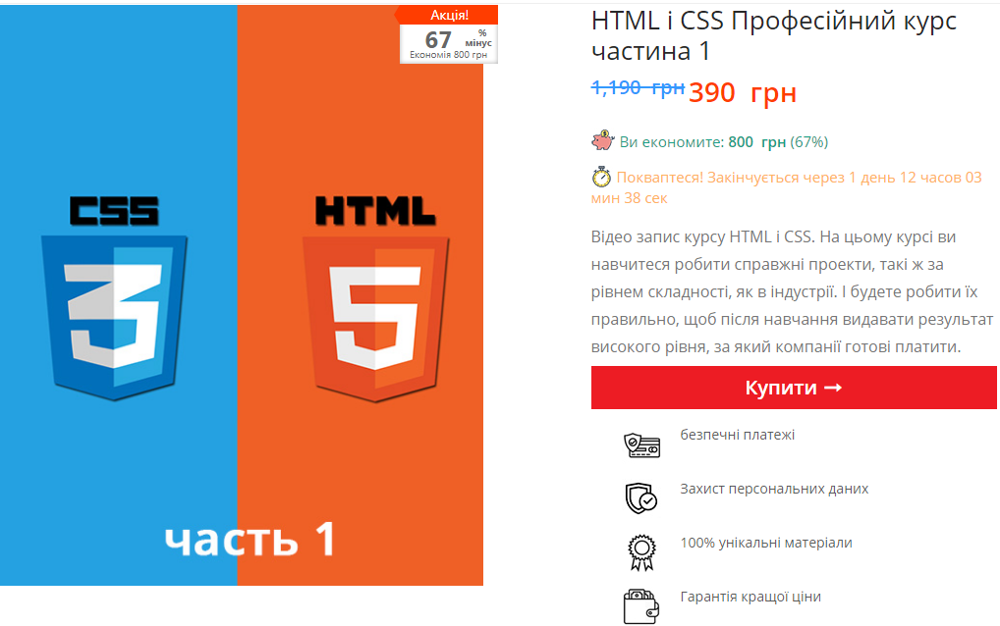 Акція!
67 % мінус
Економія 800 грн
CSS
HTML
3
5
часть 1
HTML і CSS Професійний курс
частина 1
1,190 грн 390 грн
Ви економите: 800 грн (67%)
Поквaптеся! Закінчується через 1 день 12 часов 03
мин 38 сек
Відео запис курсу HTML і CSS. На цьому курсі ви
навчитеся робити справжні проекти, такі ж за
рівнем складності, як в індустрії. І будете робити їх
правильно, щоб після навчання видавати результат
високого рівня, за який компанії готові платити.
Купити →
безпечні платежі
Захист персональних даних
100% унікальні матеріали
Гарантія кращої ціни